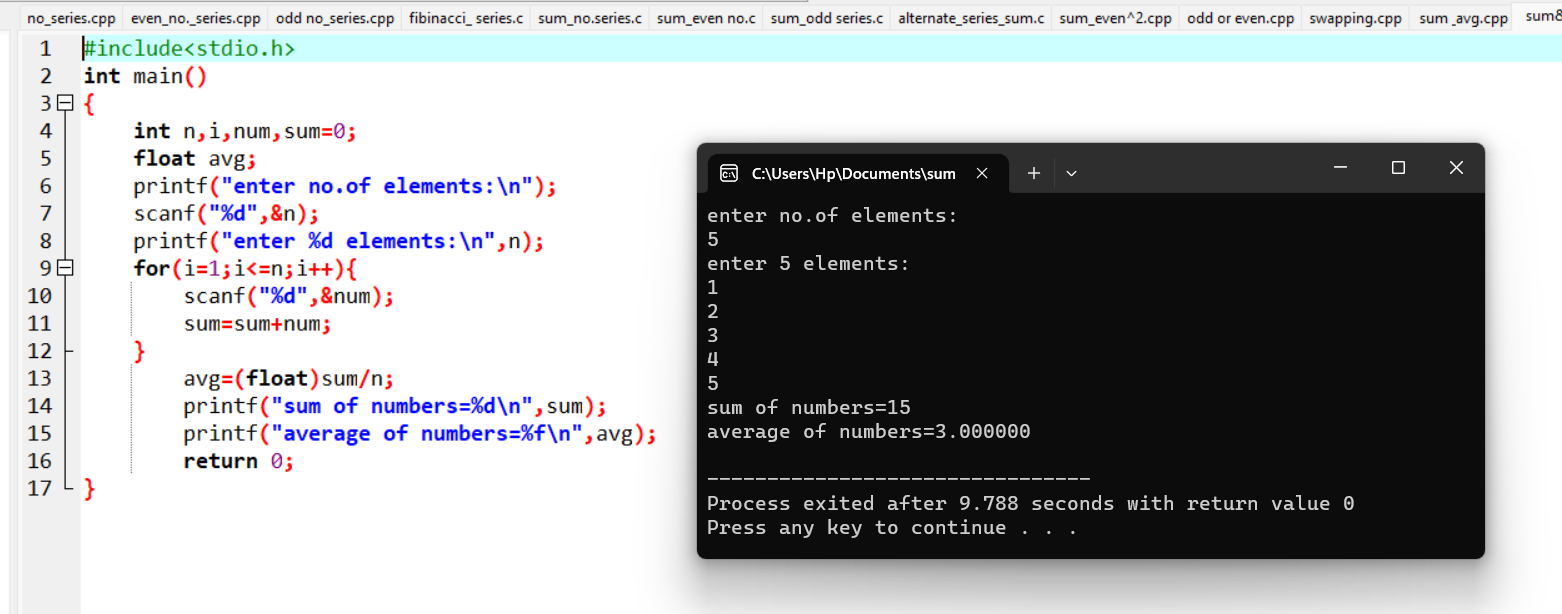 no_series.cpp even_no._series.cpp odd no_series.cpp fibinacci_ series.c sum_no.series.c sum_even no.c sum_odd series.c alternate_series_sum.c sum_even^2.cpp odd or even.cpp swapping.cpp sum _avg.cpp sum&
1 #include<stdio.h>
2 int main()
3 {
4 int n,i,num,sum=0;
5 float avg;
6 printf("enter no.of elements:\n");
7 scanf("%d",&n);
8 printf("enter %d elements:\n",n);
9 for(i=1;i<=n;i++){
10 scanf("%d",&num);
11 sum=sum+num;
12 }
13 avg=(float)sum/n;
14 printf("sum of numbers=%d\n",sum);
15 printf("average of numbers=%f\n",avg);
16 return 0;
17 }
C:\Users\Hp\Documents\sum
enter no.of elements:
5
enter 5 elements:
1
2
3
4
5
sum of numbers=15
average of numbers=3.000000
--------------------------------
Process exited after 9.788 seconds with return value 0
Press any key to continue . . .